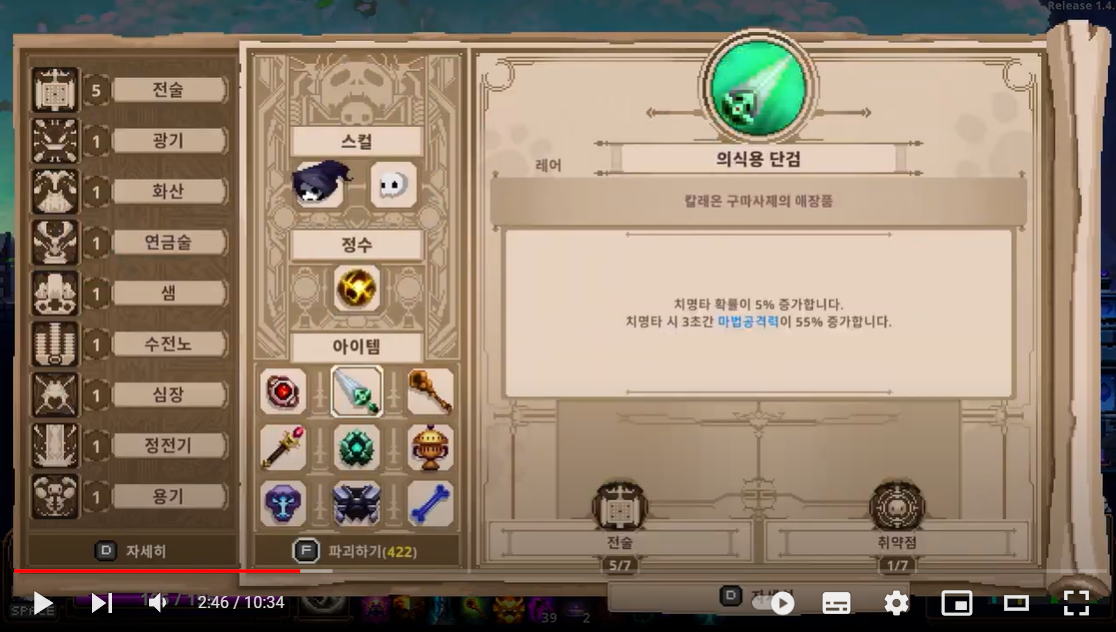 Release 1.4.
5 전술
1 광기
1 화산
1 연금술
1 샘
1 수전노
1 심장
1 정전기
1 용기
D 자세히
스컬
정수
아이템
F 파괴하기(422)
레어
의식용 단검
칼레온 구마사제의 애장품
치명타 확률이 5% 증가합니다.
치명타 시 3초간 마법공격력이 55% 증가합니다.
전술
5/7
취약점
1/7
D
SPACE
2:46 / 10:34
39
2